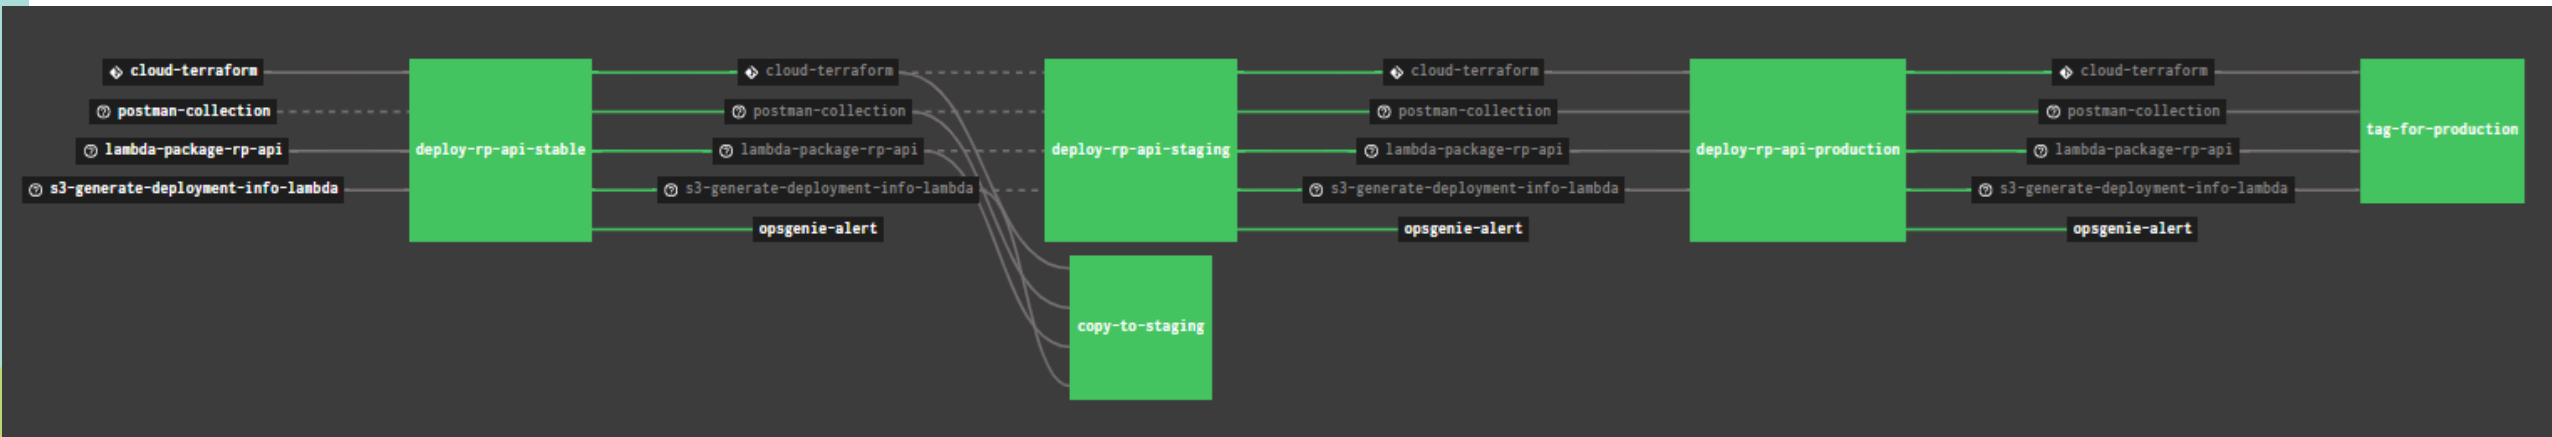 cloud-terraform
postman-collection
lambda-package-rp-api
s3-generate-deployment-info-lambda
deploy-rp-api-stable
cloud-terraform
postman-collection
lambda-package-rp-api
s3-generate-deployment-info-lambda
opsgenie-alert
deploy-rp-api-staging
copy-to-staging
cloud-terraform
postman-collection
lambda-package-rp-api
s3-generate-deployment-info-lambda
opsgenie-alert
deploy-rp-api-production
cloud-terraform
postman-collection
lambda-package-rp-api
s3-generate-deployment-info-lambda
opsgenie-alert
tag-for-production